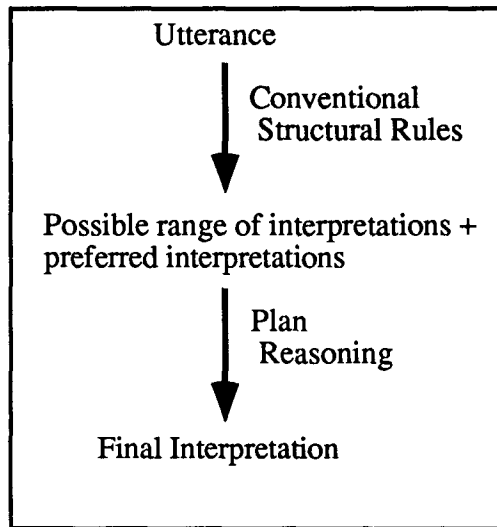 Utterance
Conventional
Structural Rules
Possible range of interpretations +
preferred interpretations
Plan
Reasoning
Final Interpretation